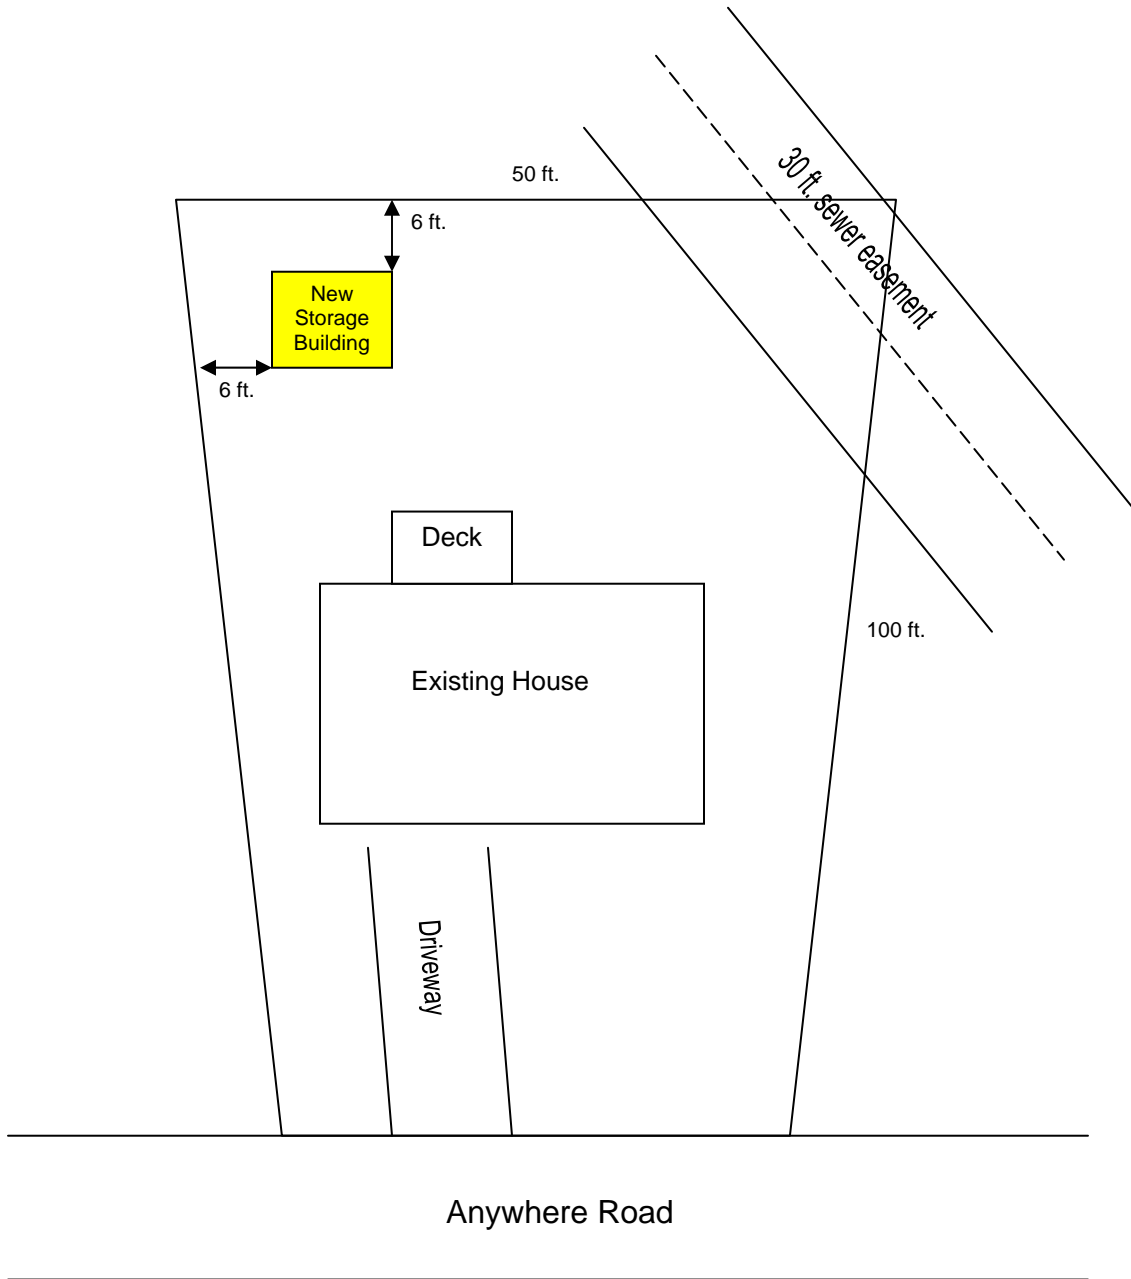 50 ft.
6 ft.
30 ft. sewer easement
New
Storage
Building
6 ft.
Deck
100 ft.
Existing House
Driveway
Anywhere Road